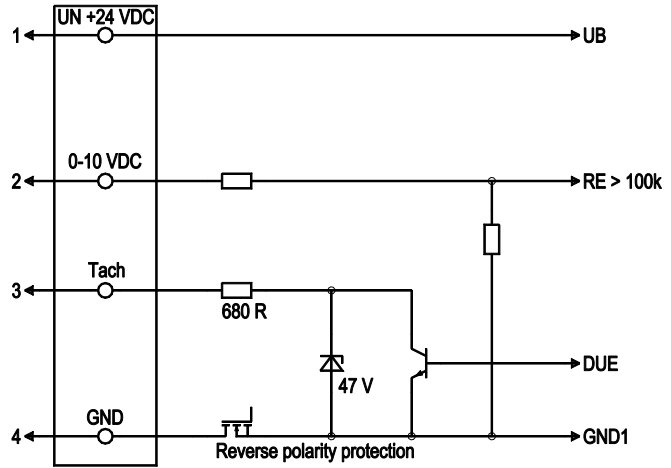 UN +24 VDC
1
UB
0-10 VDC
2
RE > 100k
Tach
3
680 R
47 V
DUE
GND
4
GND1
Reverse polarity protection